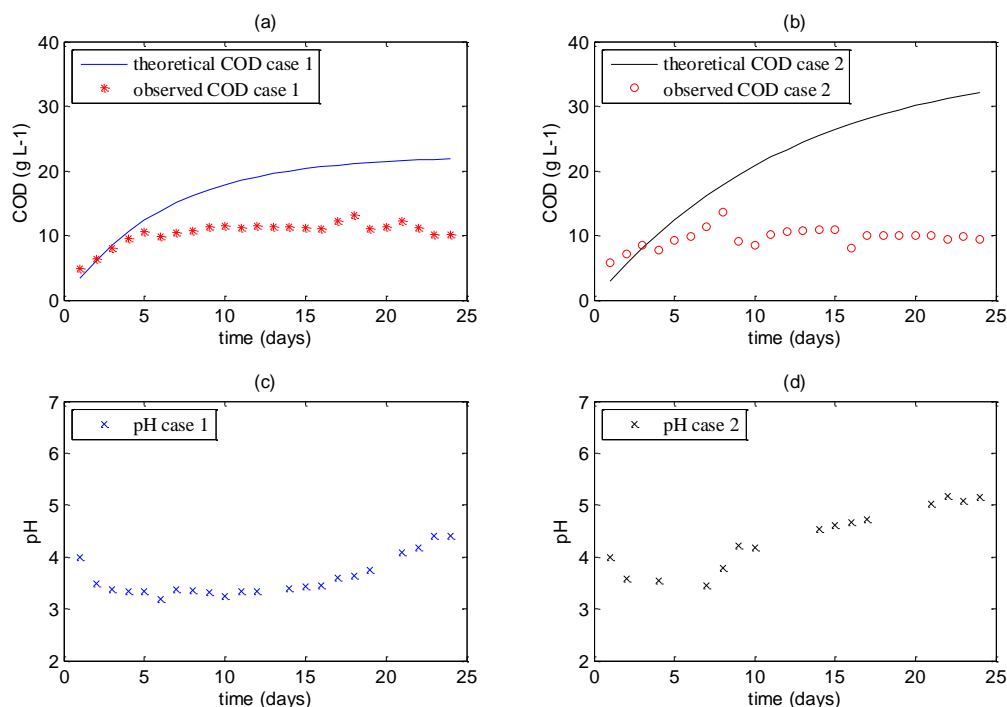 (a)
theoretical COD case 1
observed COD case 1
COD (g L-1)
40
30
20
10
0
0 5 10 15 20 25
time (days)
(b)
theoretical COD case 2
observed COD case 2
COD (g L-1)
40
30
20
10
0
0 5 10 15 20 25
time (days)
(c)
pH case 1
pH
7
6
5
4
3
2
0 5 10 15 20 25
time (days)
(d)
pH case 2
pH
7
6
5
4
3
2
0 5 10 15 20 25
time (days)